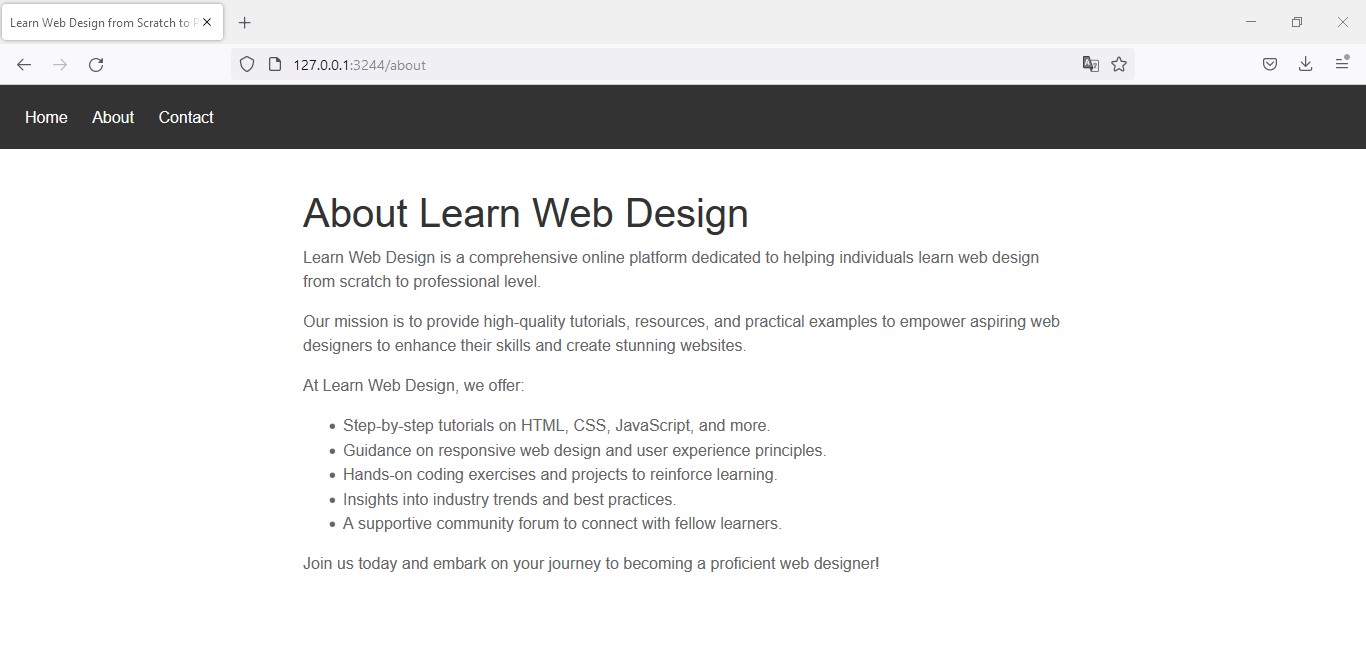 Learn Web Design from Scratch to
127.0.0.1:3244/about
Home About Contact
About Learn Web Design
Learn Web Design is a comprehensive online platform dedicated to helping individuals learn web design
from scratch to professional level.
Our mission is to provide high-quality tutorials, resources, and practical examples to empower aspiring web
designers to enhance their skills and create stunning websites.
At Learn Web Design, we offer:
• Step-by-step tutorials on HTML, CSS, JavaScript, and more.
• Guidance on responsive web design and user experience principles.
• Hands-on coding exercises and projects to reinforce learning.
• Insights into industry trends and best practices.
• A supportive community forum to connect with fellow learners.
Join us today and embark on your journey to becoming a proficient web designer!